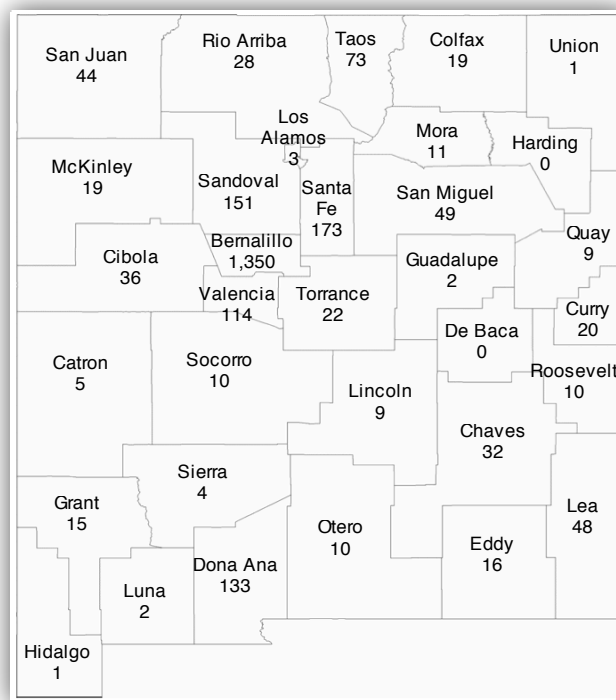 San Juan
44
Rio Arriba
28
Taos
73
Colfax
19
Union
1
Los
Alamos
3
Mora
11
Harding
0
McKinley
19
Sandoval
151
Santa
Fe
173
San Miguel
49
Quay
9
Cibola
36
Bernalillo
1,350
Guadalupe
2
Valencia
114
Torrance
22
Curry
20
De Baca
0
Catron
5
Socorro
10
Roosevelt
10
Lincoln
9
Chaves
32
Sierra
4
Grant
15
Otero
10
Lea
48
Eddy
16
Dona Ana
133
Luna
2
Hidalgo
1